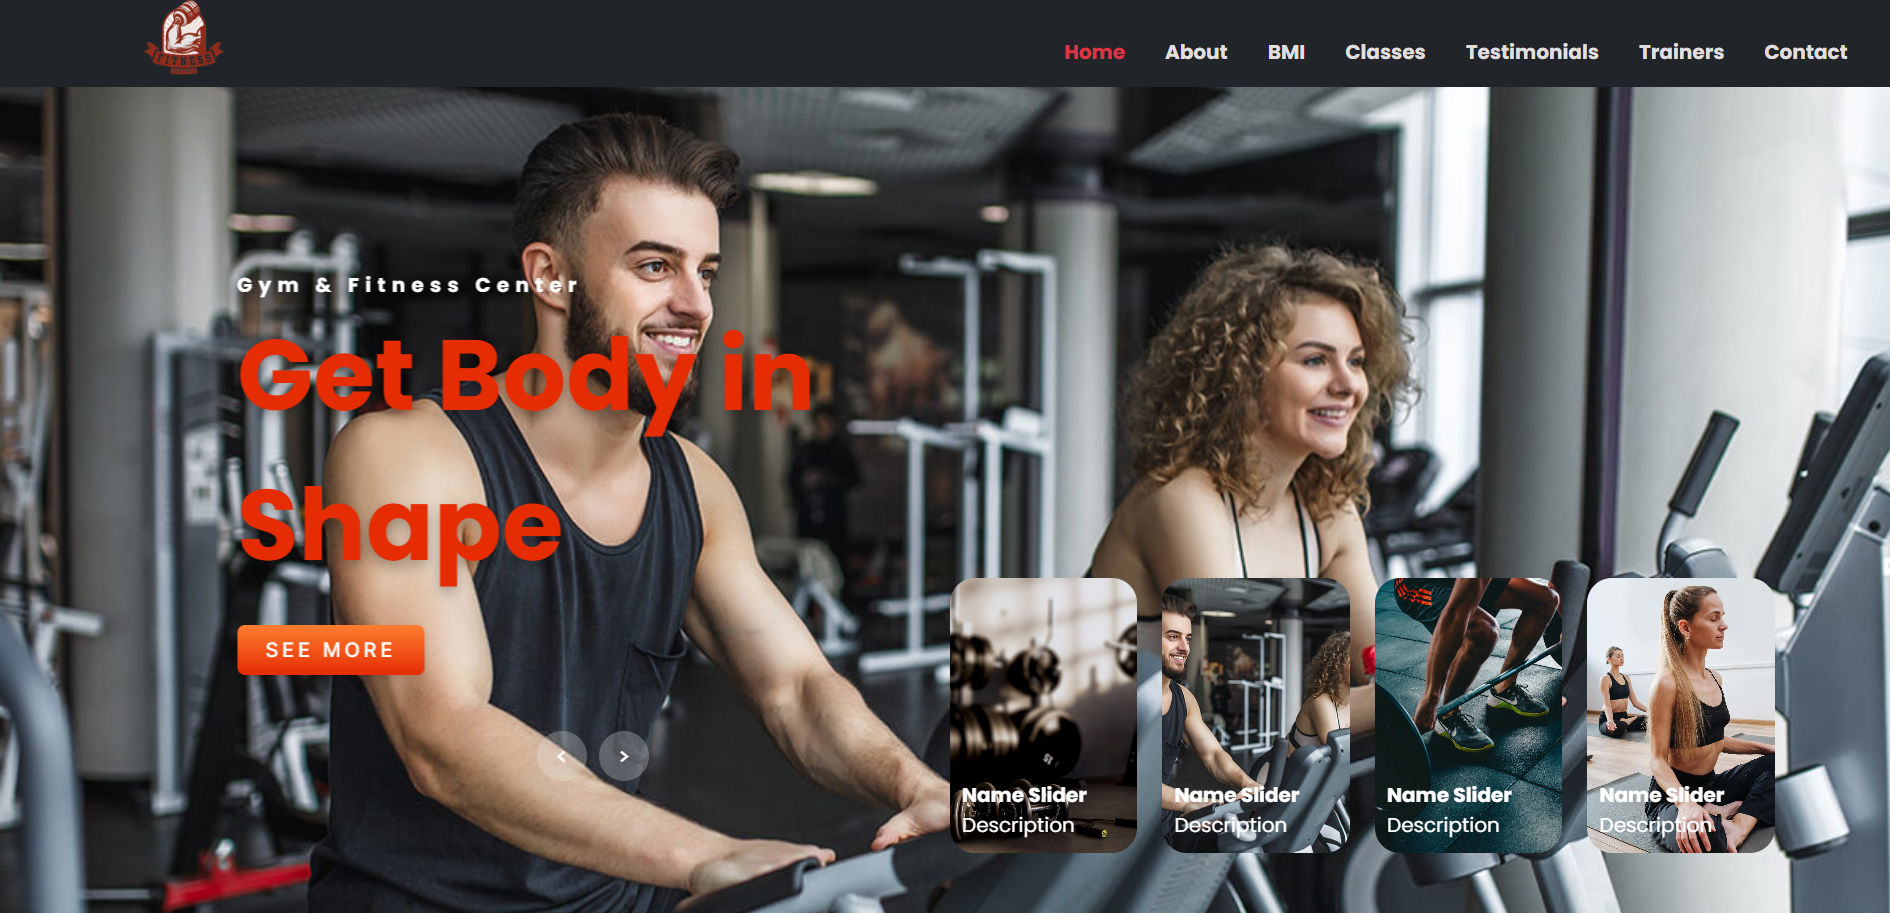 FITNESS
Home About BMI Classes Testimonials Trainers Contact
Gym & Fitness Center
Get Body in
Shape
SEE MORE
< >
Name Slider
Description
Name Slider
Description
Name Slider
Description
Name Slider
Description